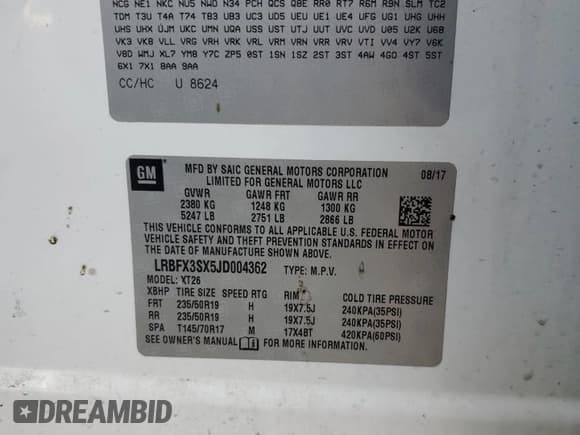 NCG NE1 NKC NU5 NWD N34 PCH QCS Q8E RR0 RT7 R6M R9N SLM TC2
TDM T3U T4A T74 TB3 UB3 UC3 UD5 UEU UE1 UE4 UFG UG1 UHG UHH
UHS UHX UJM UKC UMN UQA USS UST UTJ UUT UVC UVD U05 U2K U68
VK3 VK8 VLL VRG VRH VRK VRL VRM VRN VRR VRV VTI VV4 VY7 V6K
V8D WMJ XL7 YM8 Y7C ZP5 0ST 1SN 1SZ 2ST 3ST 4AW 4GD 4ST 5ST
6X1 7X1 8AA 9AA
CC/HC U 8624
GM
MFD BY SAIC GENERAL MOTORS CORPORATION 08/17
LIMITED FOR GENERAL MOTORS LLC
GVWR GAWR FRT GAWR RR
2380 KG 1248 KG 1300 KG
5247 LB 2751 LB 2866 LB
THIS VEHICLE CONFORMS TO ALL APPLICABLE U.S. FEDERAL MOTOR
VEHICLE SAFETY AND THEFT PREVENTION STANDARDS IN EFFECT ON
THE DATE OF MANUFACTURE SHOWN ABOVE.
LRBFX3SX5JD004362 TYPE: M.P.V.
MODEL: XT26
XBHP TIRE SIZE SPEED RTG RIM COLD TIRE PRESSURE
FRT 235/50R19 H 19X7.5J 240KPA(35PSI)
RR 235/50R19 H 19X7.5J 240KPA(35PSI)
SPA T145/70R17 M 17X4BT 420KPA(60PSI)
SEE OWNER'S MANUAL FOR MORE INFORMATION.
DREAMBID